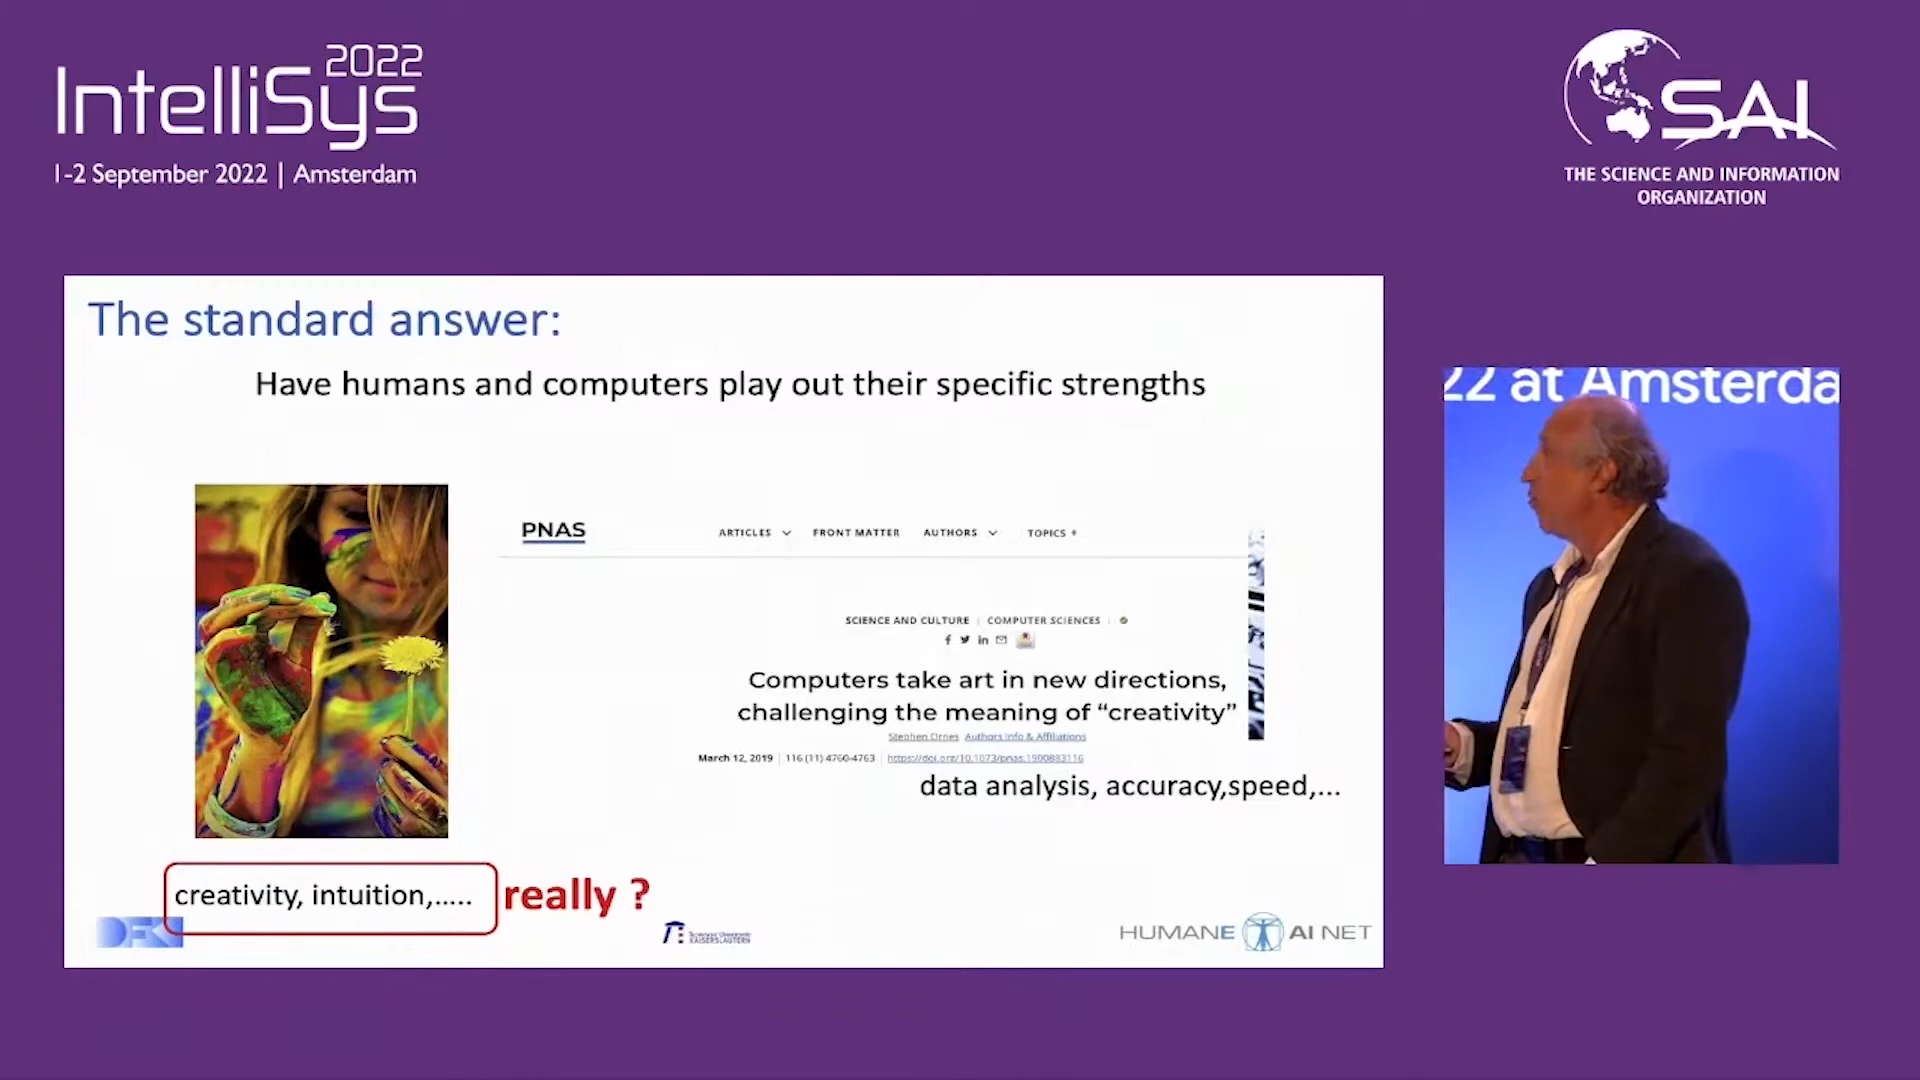 2022
IntelliSys
1-2 September 2022 | Amsterdam
SAI
THE SCIENCE AND INFORMATION
ORGANIZATION
The standard answer:
Have humans and computers play out their specific strengths
PNAS
ARTICLES FRONT MATTER AUTHORS TOPICS +
SCIENCE AND CULTURE | COMPUTER SCIENCES |
f in
Computers take art in new directions,
challenging the meaning of “creativity”
Stephen Ornes Authors Info & Affiliations
March 12, 2019 | 116 (11) 4760-4763 | https://doi.org/10.1073/pnas.1900883116
data analysis, accuracy,speed,...
creativity, intuition,..... really ?
DFKI
TECHNISCHE UNIVERSITÄT
KAISERSLAUTERN
HUMANE AI NET
22 at Amsterda